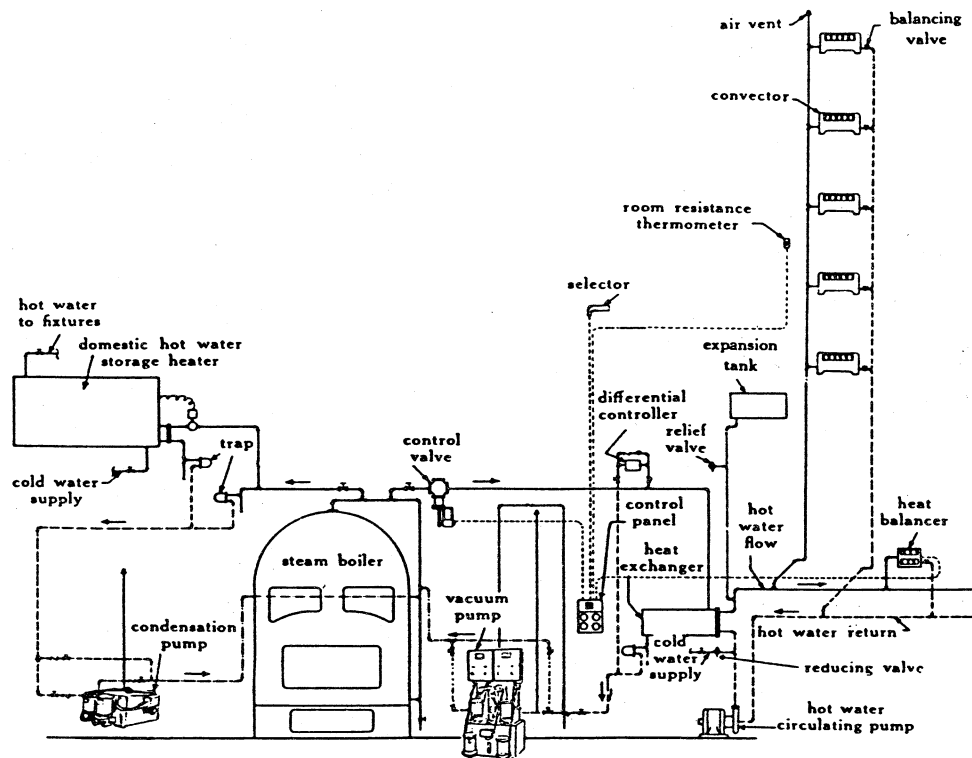 air vent
balancing
valve
convector
room resistance
thermometer
selector
hot water
to fixtures
domestic hot water
storage heater
expansion
tank
differential
controller
relief
valve
control
valve
trap
cold water
supply
control
panel
hot
water
flow
heat
balancer
steam boiler
heat
exchanger
vacuum
pump
condensation
pump
hot water return
cold
water
supply
reducing valve
hot water
circulating pump